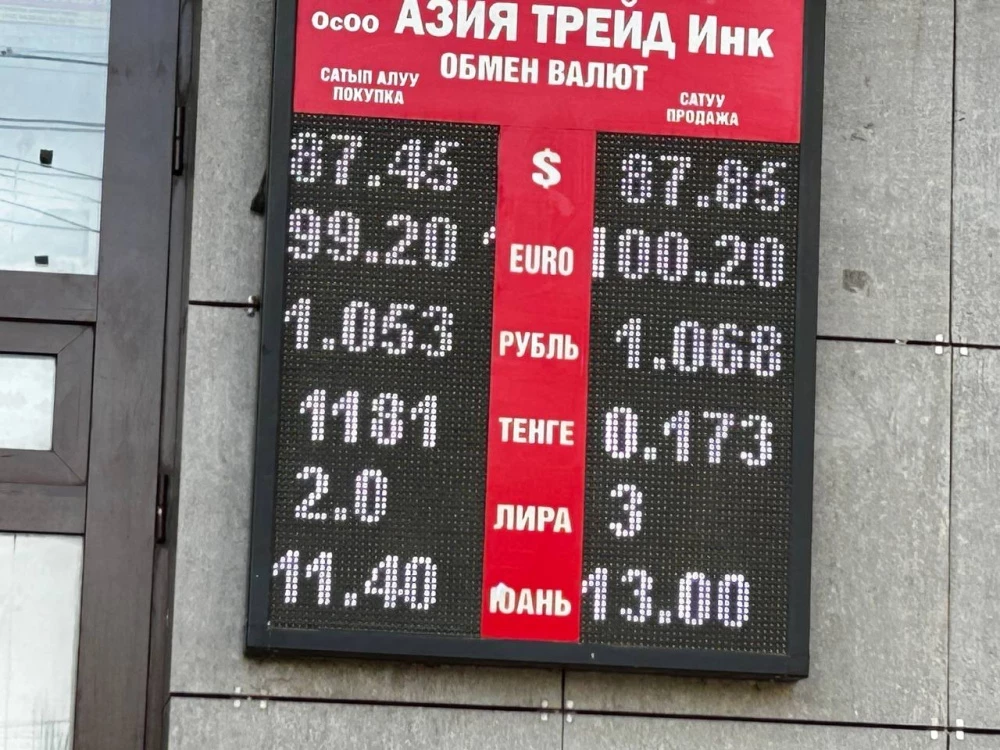 ОсОО АЗИЯ ТРЕЙД Инк
ОБМЕН ВАЛЮТ
САТЫП АЛУУ
ПОКУПКА
САТУУ
ПРОДАЖА
87.45 $ 87.85
99.20 EURO 100.20
1.053 РУБЛЬ 1.068
1181 ТЕНГЕ 0.173
2.0 ЛИРА 3
11.40 ЮАНЬ 13.00